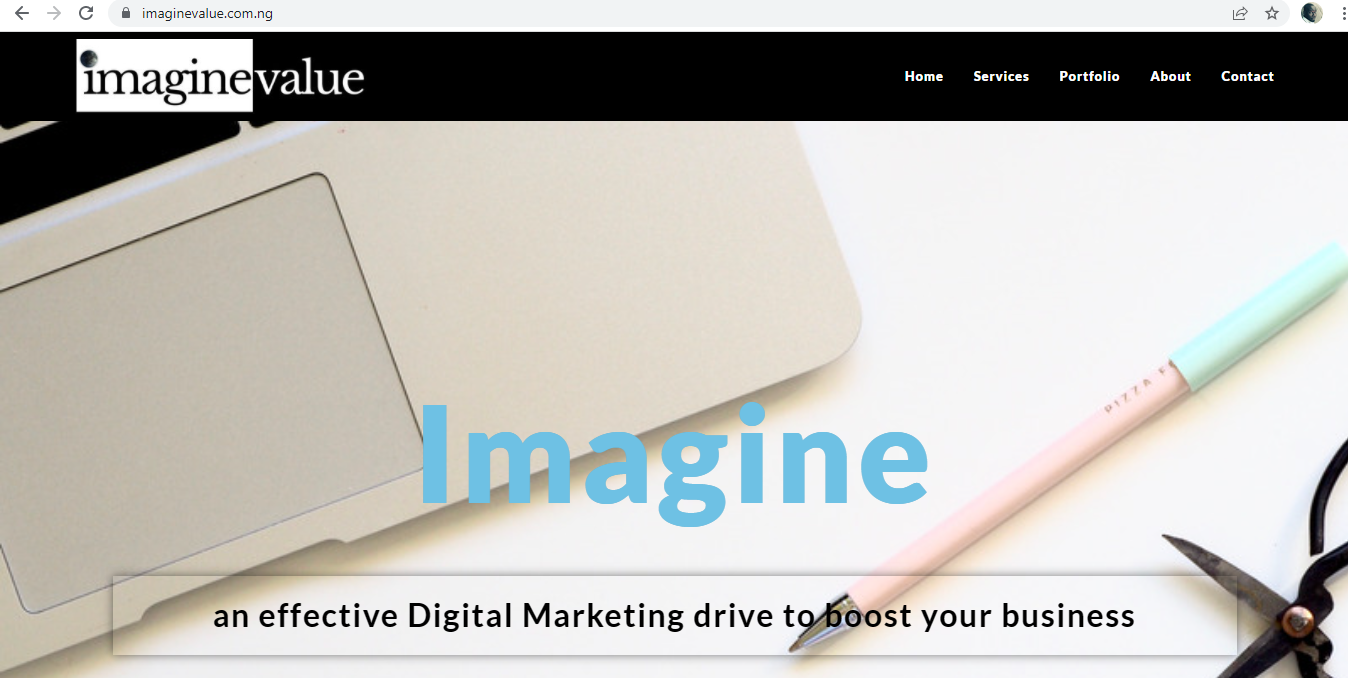 imaginevalue.com.ng
imaginevalue
Home Services Portfolio About Contact
PIZZA
Imagine
an effective Digital Marketing drive to boost your business